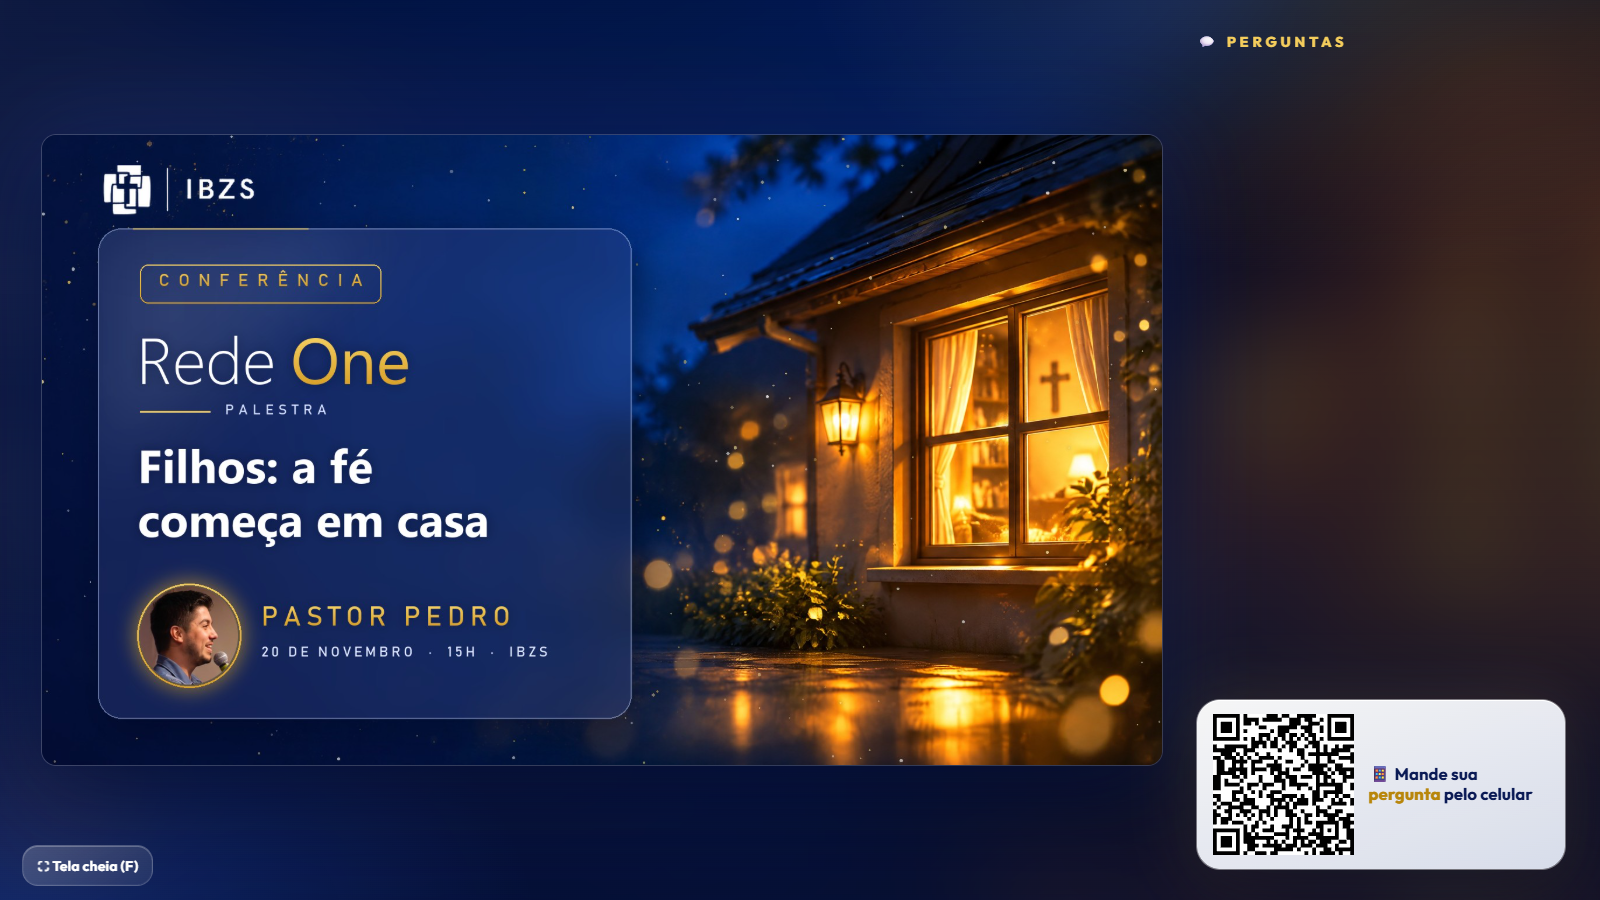 PERGUNTAS
IBZS
CONFERÊNCIA
Rede One
PALESTRA
Filhos: a fé
começa em casa
PASTOR PEDRO
20 DE NOVEMBRO · 15H · IBZS
Mande sua
pergunta pelo celular
Tela cheia (F)